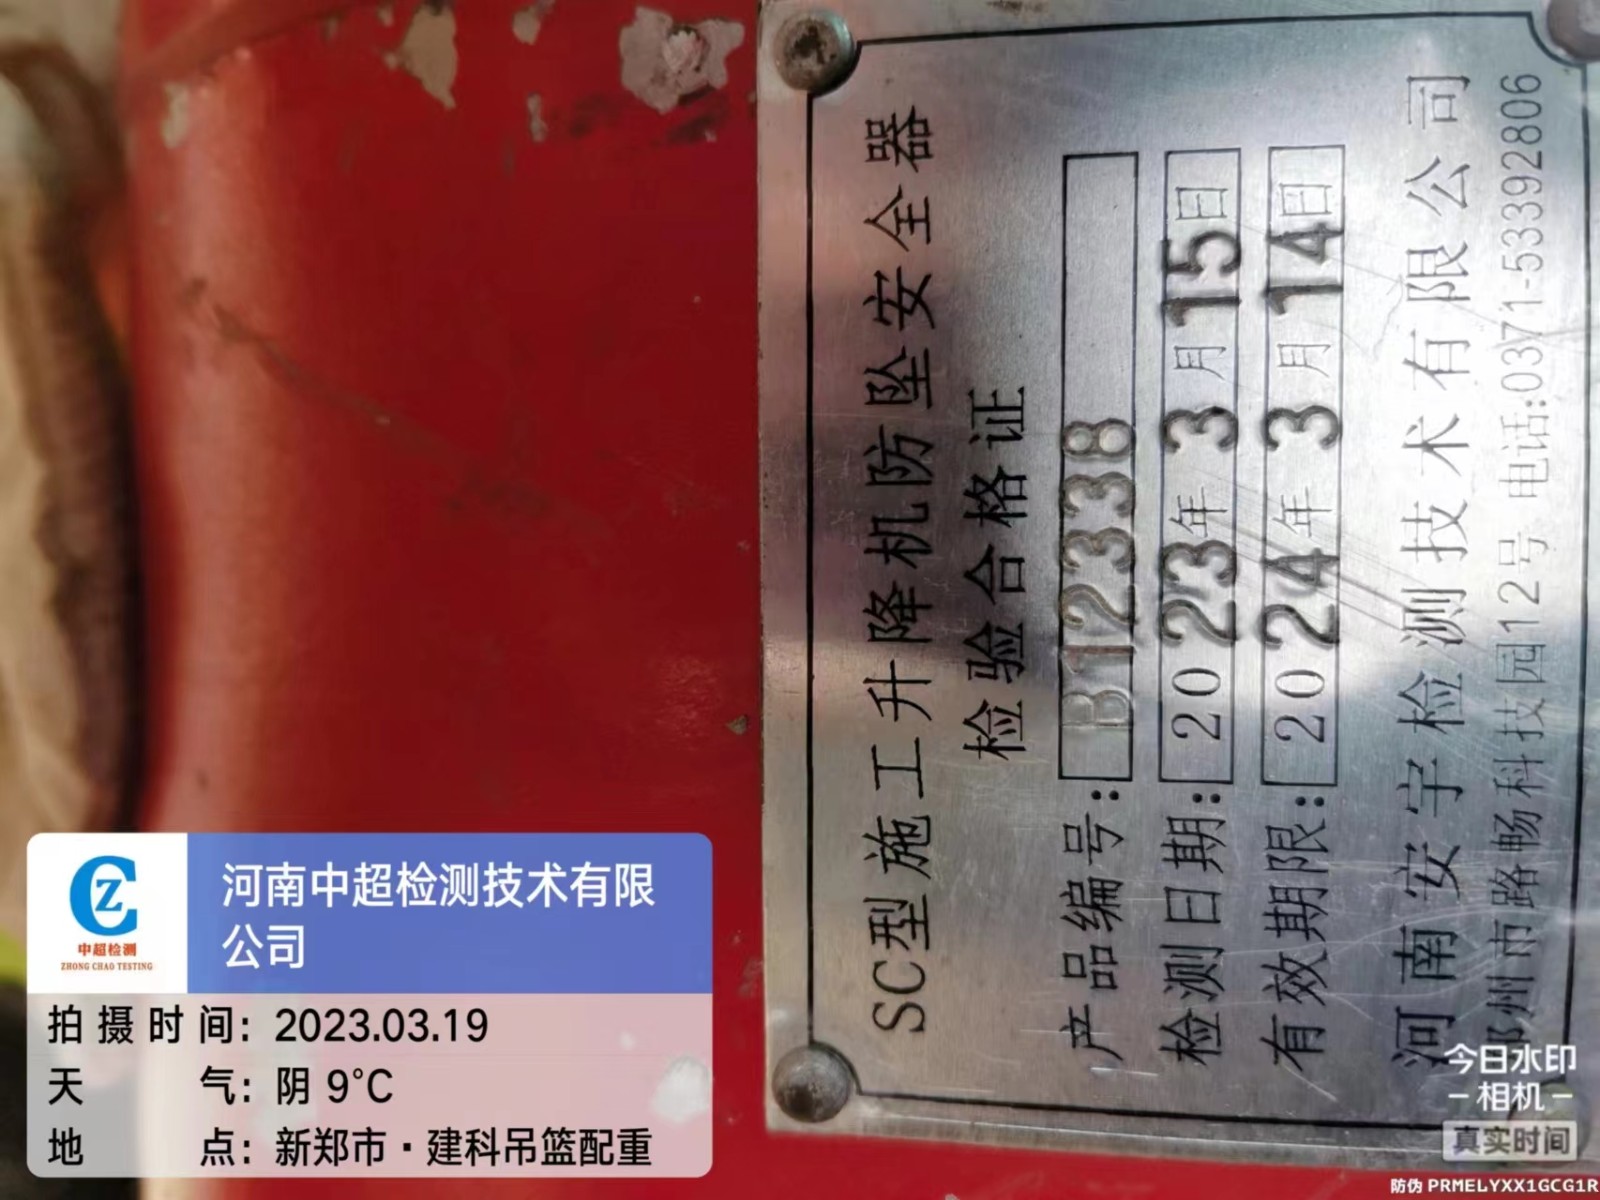 SC型施工升降机防坠安全器
检验合格证
产品编号: B12338
检测日期: 2023年3月15日
有效期限: 2024年3月14日
河南安宇检测技术有限公司
郑州市路畅科技园12号 电话:0371-53392806
中超检测
ZHONG CHAO TESTING
河南中超检测技术有限
公司
拍摄时间: 2023.03.19
天气: 阴 9°C
地点: 新郑市·建科吊篮配重
今日水印
相机
真实时间
防伪 PRMELYXX1GCG1R